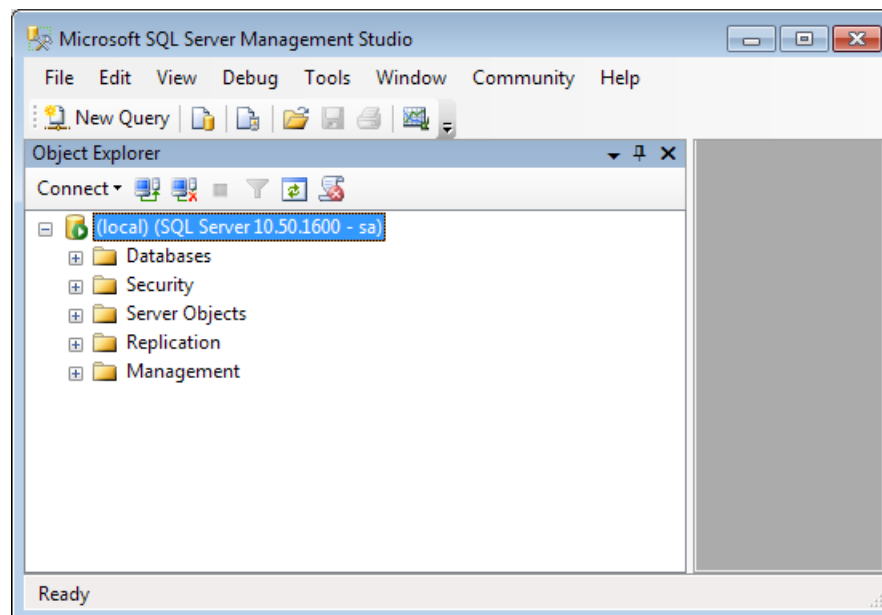 Microsoft SQL Server Management Studio
File Edit View Debug Tools Window Community Help
New Query
Object Explorer
Connect
(local) (SQL Server 10.50.1600 - sa)
Databases
Security
Server Objects
Replication
Management
Ready